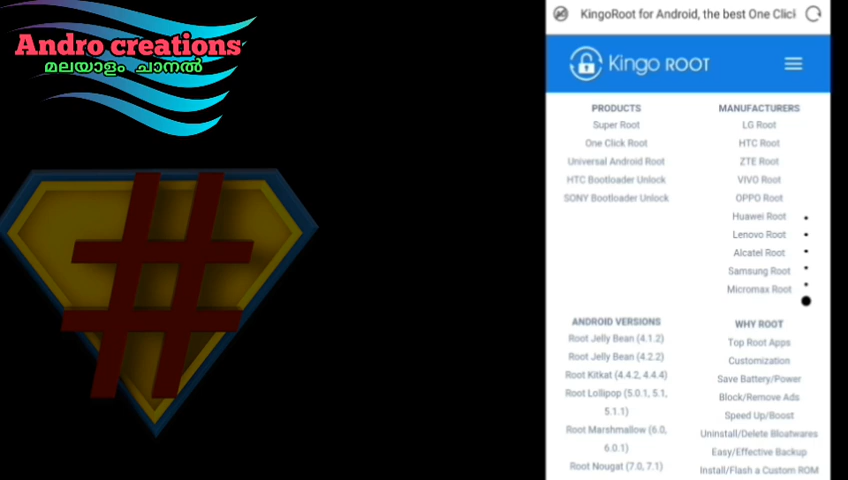 Andro creations
മലയാളം ചാനൽ
#
KingoRoot for Android, the best One Clic
Kingo ROOT
PRODUCTS
Super Root
One Click Root
Universal Android Root
HTC Bootloader Unlock
SONY Bootloader Unlock
MANUFACTURERS
LG Root
HTC Root
ZTE Root
VIVO Root
OPPO Root
Huawei Root
Lenovo Root
Alcatel Root
Samsung Root
Micromax Root
ANDROID VERSIONS
Root Jelly Bean (4.1.2)
Root Jelly Bean (4.2.2)
Root Kitkat (4.4.2, 4.4.4)
Root Lollipop (5.0.1, 5.1,
5.1.1)
Root Marshmallow (6.0,
6.0.1)
Root Nougat (7.0, 7.1)
WHY ROOT
Top Root Apps
Customization
Save Battery/Power
Block/Remove Ads
Speed Up/Boost
Uninstall/Delete Bloatwares
Easy/Effective Backup
Install/Flash a Custom ROM